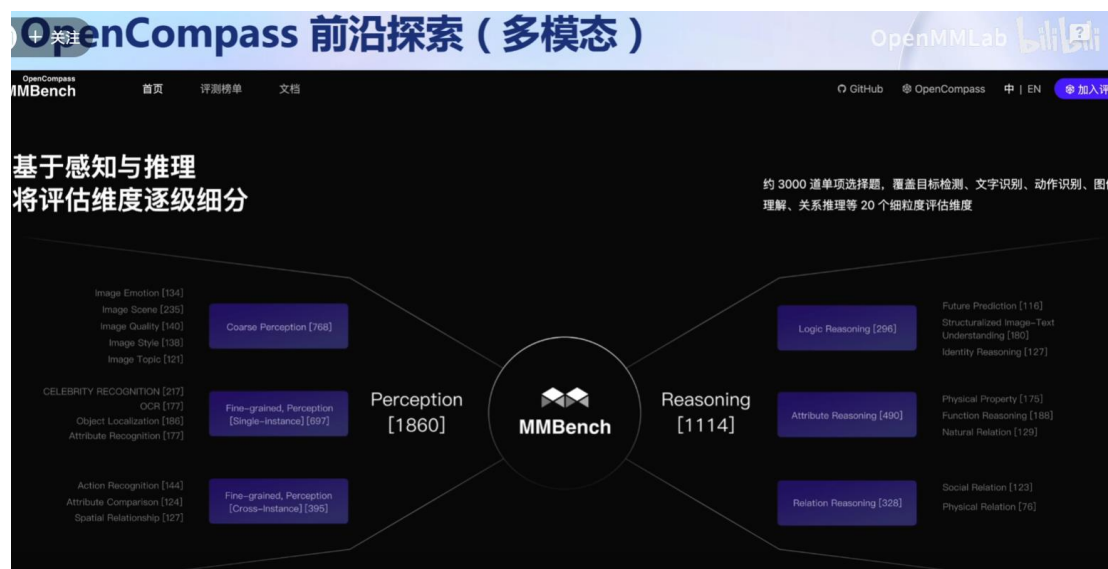 OpenCompass 前沿探索（多模态）
+ 关注
OpenMMLab bilibili
OpenCompass
MMBench
首页
评测榜单
文档
GitHub
OpenCompass
中 | EN
加入评
基于感知与推理
将评估维度逐级细分
约 3000 道单项选择题，覆盖目标检测、文字识别、动作识别、图像
理解、关系推理等 20 个细粒度评估维度
Image Emotion [134]
Image Scene [235]
Image Quality [140]
Image Style [138]
Image Topic [121]
Coarse Perception [768]
CELEBRITY RECOGNITION [217]
OCR [177]
Object Localization [186]
Attribute Recognition [177]
Fine-grained, Perception
[Single-Instance] [697]
Action Recognition [144]
Attribute Comparison [124]
Spatial Relationship [127]
Fine-grained, Perception
[Cross-Instance] [395]
Perception
[1860]
MMBench
Reasoning
[1114]
Logic Reasoning [296]
Future Prediction [116]
Structuralized Image-Text
Understanding [180]
Identity Reasoning [127]
Attribute Reasoning [490]
Physical Property [175]
Function Reasoning [188]
Natural Relation [129]
Relation Reasoning [328]
Social Relation [123]
Physical Relation [76]